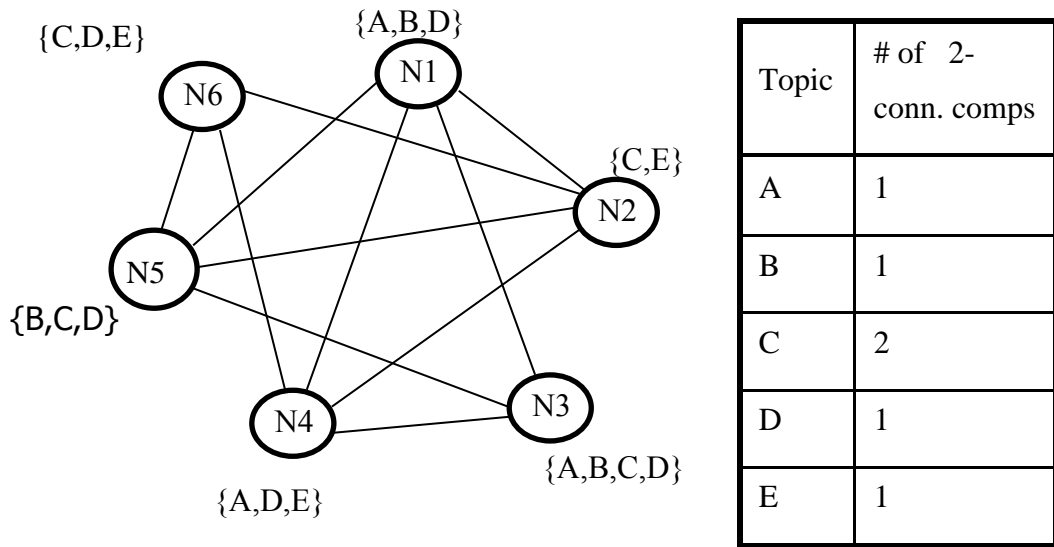 {A,B,D}
{C,D,E}
N1
N6
{C,E}
N2
N5
{B,C,D}
N3
N4
{A,B,C,D}
{A,D,E}
Topic
# of 2-
conn. comps
A 1
B 1
C 2
D 1
E 1